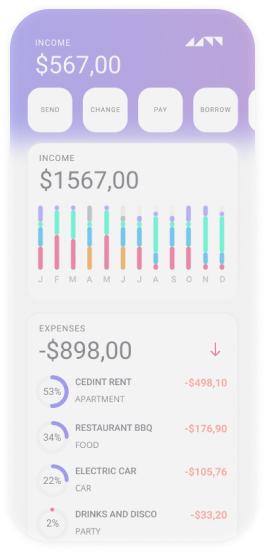 INCOME
$567,00
SEND CHANGE PAY BORROW
INCOME
$1567,00
J F M A M J J A S O N D
EXPENSES
-$898,00
53% CEDINT RENT -$498,10
APARTMENT
34% RESTAURANT BBQ -$176,90
FOOD
22% ELECTRIC CAR -$105,76
CAR
2% DRINKS AND DISCO -$33,20
PARTY